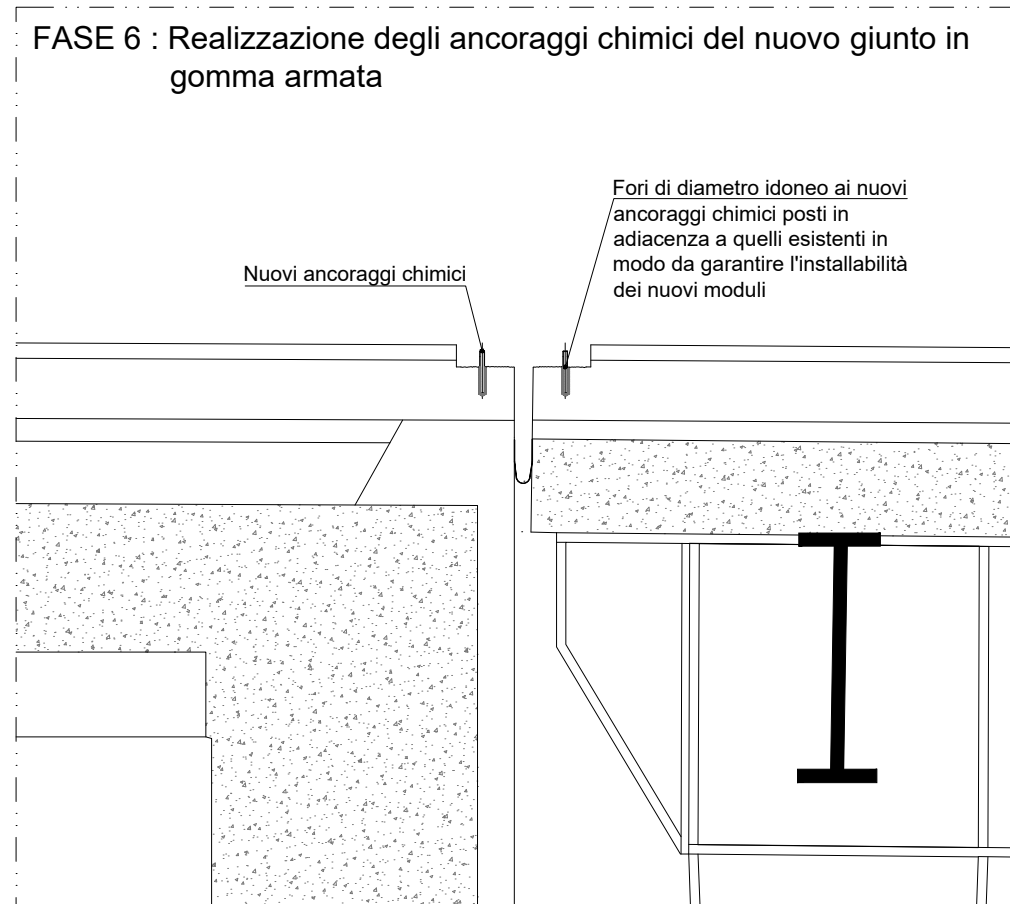 FASE 6 : Realizzazione degli ancoraggi chimici del nuovo giunto in
gomma armata
Fori di diametro idoneo ai nuovi
ancoraggi chimici posti in
adiacenza a quelli esistenti in
modo da garantire l'installabilità
dei nuovi moduli
Nuovi ancoraggi chimici